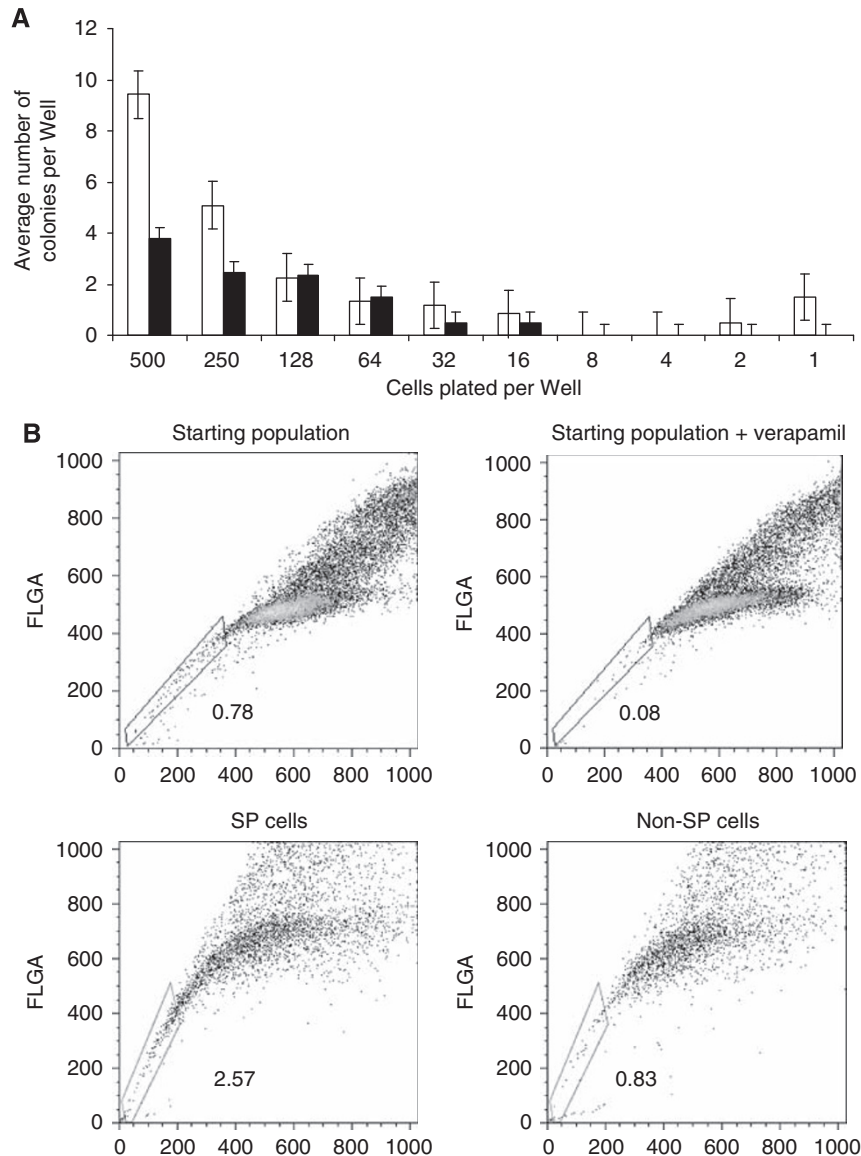 A
12
10
8
6
4
2
0
Average number of
colonies per Well
500 250 128 64 32 16 8 4 2 1
Cells plated per Well
B
Starting population
1000
800
600
400
200
0
FLGA
0.78
0 200 400 600 800 1000
Starting population + verapamil
1000
800
600
400
200
0
FLGA
0.08
0 200 400 600 800 1000
SP cells
1000
800
600
400
200
0
FLGA
2.57
0 200 400 600 800 1000
Non-SP cells
1000
800
600
400
200
0
FLGA
0.83
0 200 400 600 800 1000